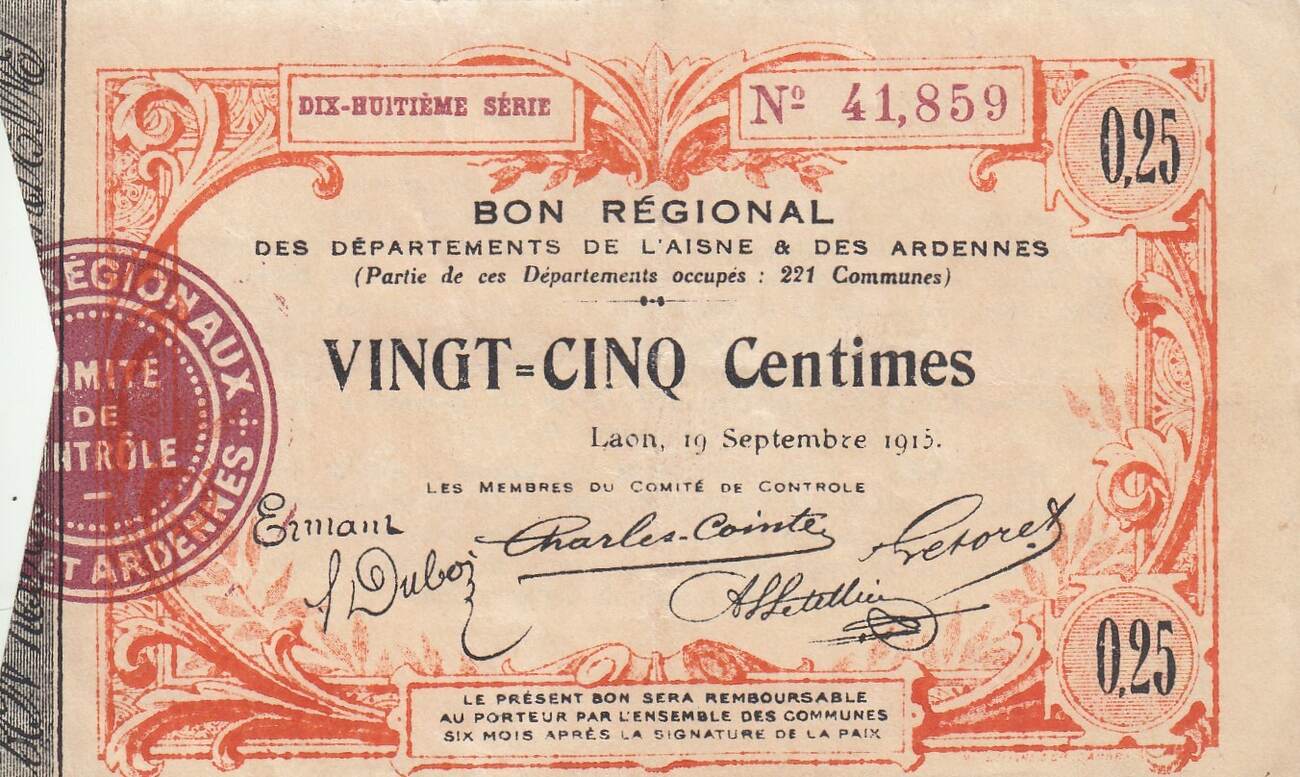 DIX-HUITIÈME SÉRIE
Nº 41,859
0,25
BON RÉGIONAL
DES DÉPARTEMENTS DE L'AISNE & DES ARDENNES
(Partie de ces Départements occupés : 221 Communes)
VINGT=CINQ Centimes
Laon, 19 Septembre 1915.
LES MEMBRES DU COMITÉ DE CONTROLE
Ermant
Charles-Cointe
J Duboi
ÉGIONAUX
OMITÉ
DE
NTRÔLE
ET ARDENNES
0,25
LE PRÉSENT BON SERA REMBOURSABLE
AU PORTEUR PAR L'ENSEMBLE DES COMMUNES
SIX MOIS APRÈS LA SIGNATURE DE LA PAIX